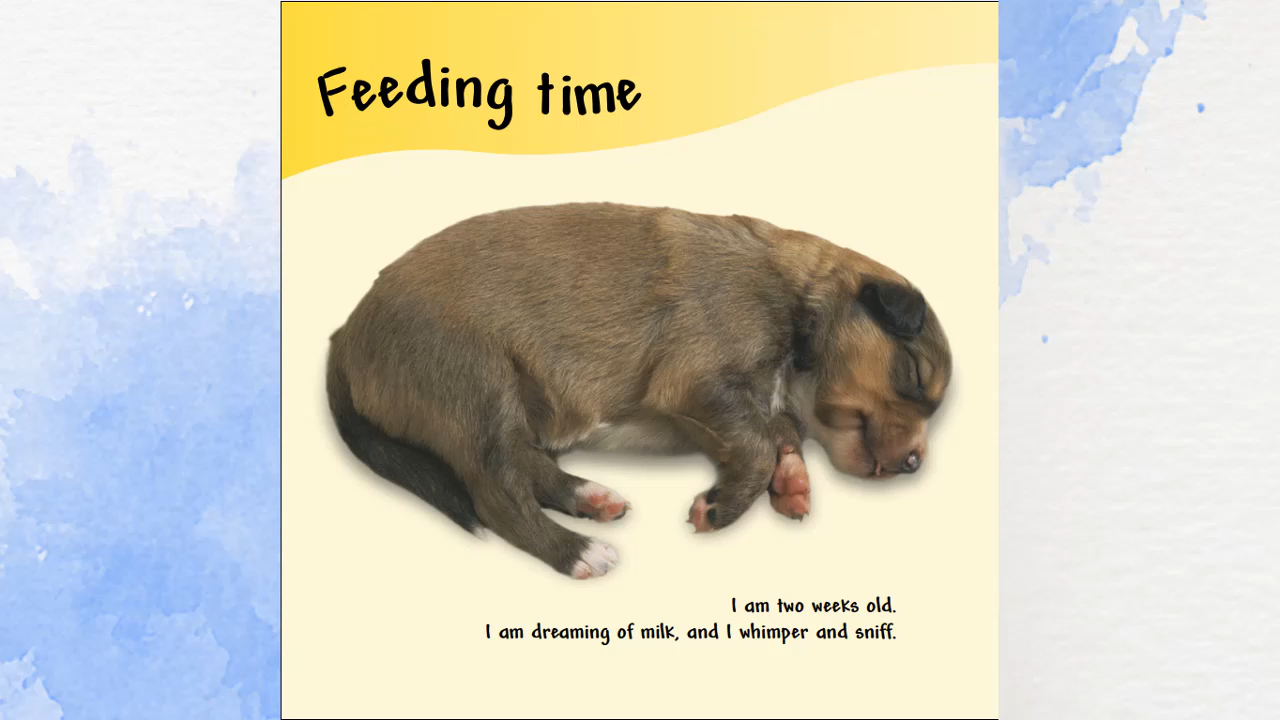 Feeding time
I am two weeks old.
I am dreaming of milk, and I whimper and sniff.